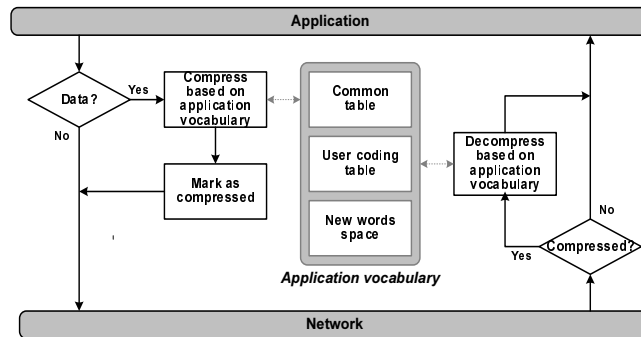 Application
Data?
Yes
No
Compress
based on
application
vocabulary
Mark as
compressed
Common
table
User coding
table
New words
space
Application vocabulary
Decompress
based on
application
vocabulary
Compressed?
Yes
No
Network